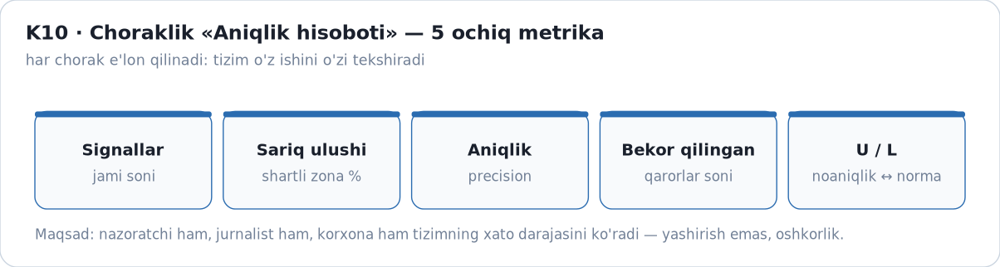 K10 · Choraklik «Aniqlik hisoboti» — 5 ochiq metrika
har chorak e'lon qilinadi: tizim o'z ishini o'zi tekshiradi
Signallar
jami soni
Sariq ulushi
shartli zona %
Aniqlik
precision
Bekor qilingan
qarorlar soni
U / L
noaniqlik ↔ norma
Maqsad: nazoratchi ham, jurnalist ham, korxona ham tizimning xato darajasini ko'radi — yashirish emas, oshkorlik.